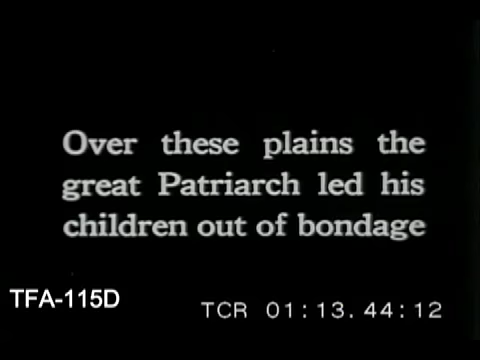 Over these plains the
great Patriarch led his
children out of bondage
TFA-115D
TCR 01:13.44:12